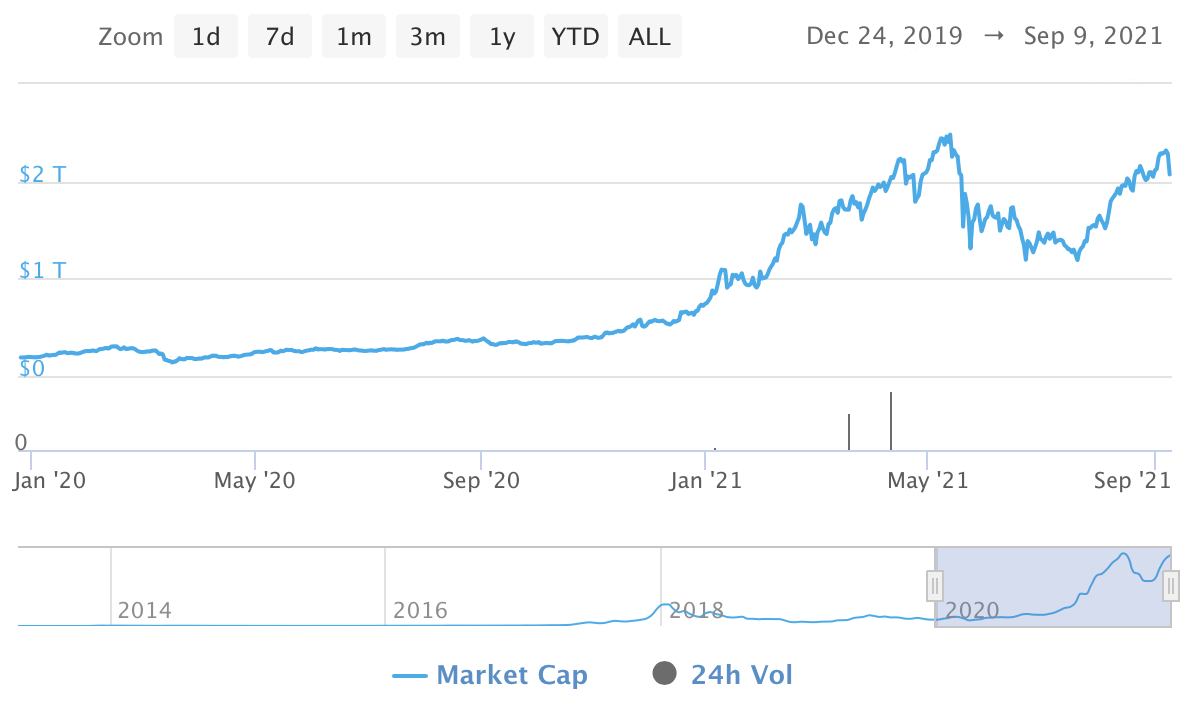 Zoom 1d 7d 1m 3m 1y YTD ALL Dec 24, 2019 → Sep 9, 2021
$2 T
$1 T
$0
0
Jan '20 May '20 Sep '20 Jan '21 May '21 Sep '21
2014 2016 2018 2020
Market Cap 24h Vol